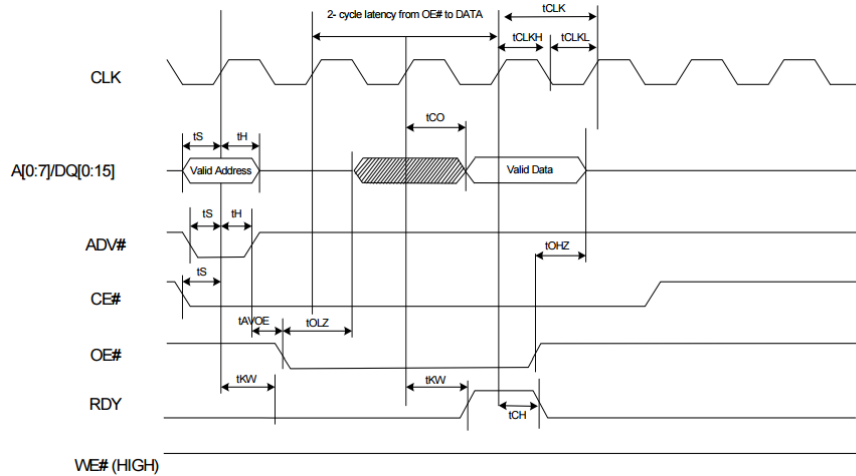 2- cycle latency from OE# to DATA
tCLK
tCLKH
tCLKL
CLK
tCO
tS
tH
A[0:7]/DQ[0:15]
Valid Address
Valid Data
tS
tH
ADV#
tOHZ
tS
CE#
tAVOE
tOLZ
OE#
tKW
tKW
RDY
tCH
WE# (HIGH)